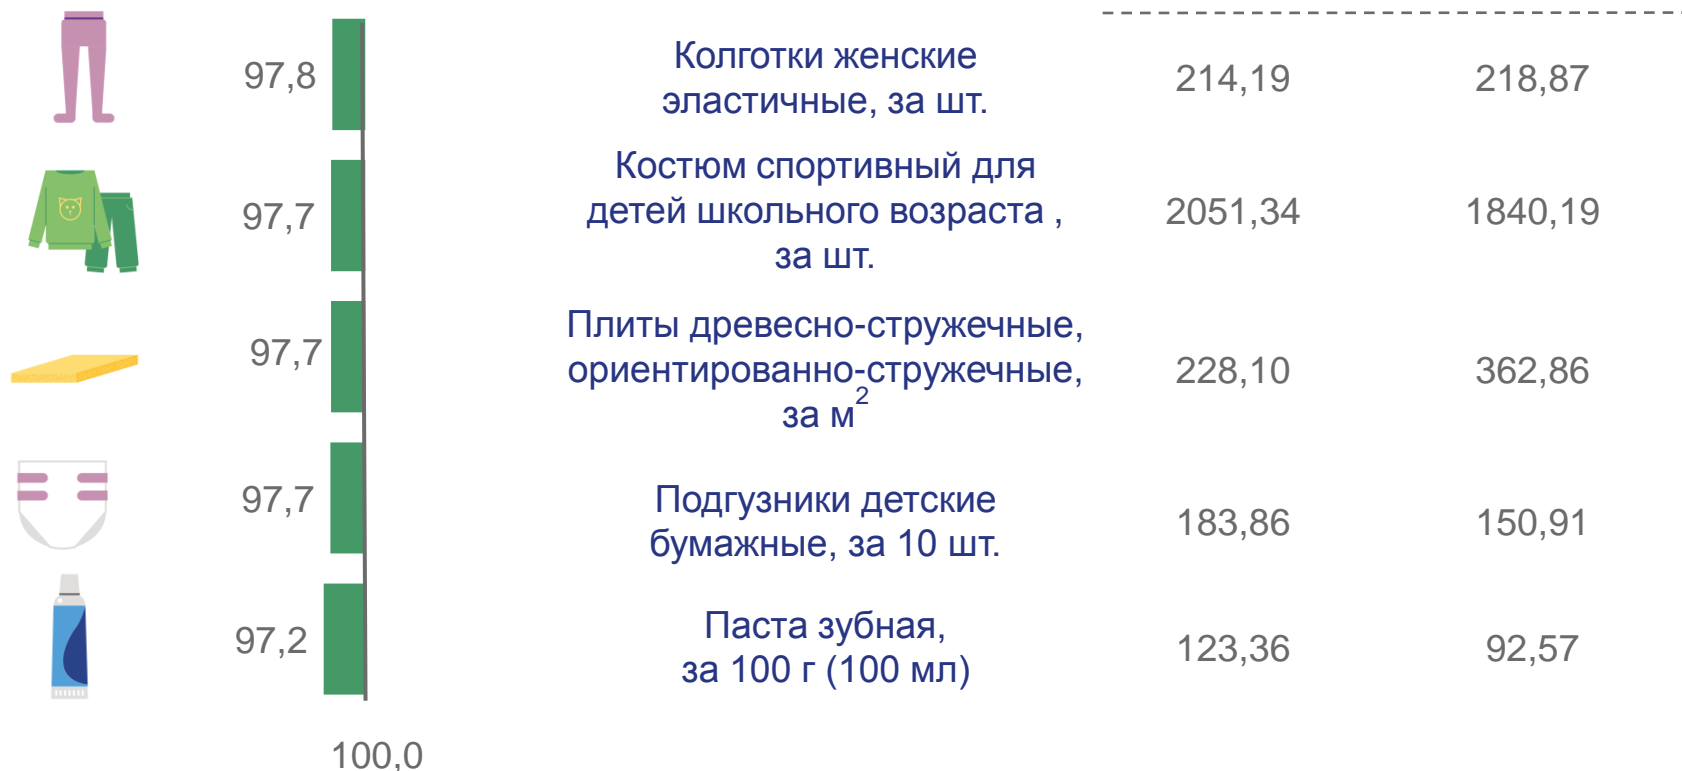 97,8
Колготки женские
эластичные, за шт.
214,19
218,87
97,7
Костюм спортивный для
детей школьного возраста ,
за шт.
2051,34
1840,19
97,7
Плиты древесно-стружечные,
ориентированно-стружечные,
за м²
228,10
362,86
97,7
Подгузники детские
бумажные, за 10 шт.
183,86
150,91
97,2
Паста зубная,
за 100 г (100 мл)
123,36
92,57
100,0